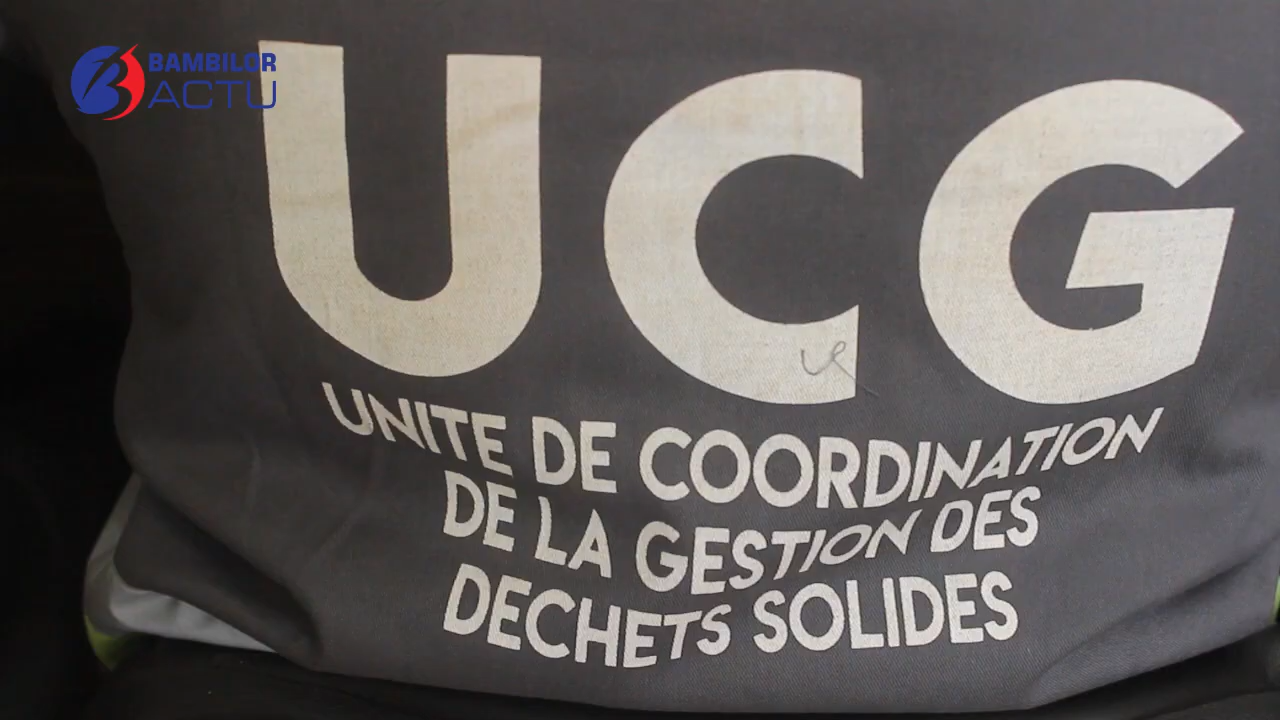 BAMBILOR
ACTU
UCG
UNITE DE COORDINATION
DE LA GESTION DES
DECHETS SOLIDES